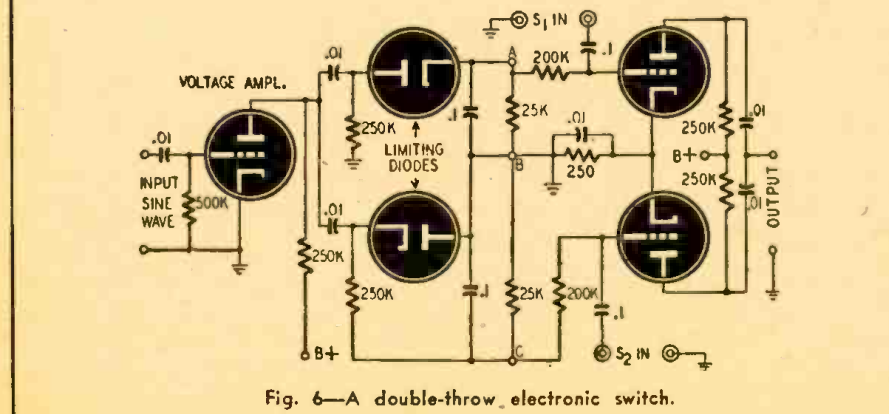 S₁ IN
A
200K
.01
.1
VOLTAGE AMPL.
.01
.01
250K
.1
25K
.01
250K
LIMITING
DIODES
B+
B
250
250K
INPUT
SINE
WAVE
500K
.01
.01
OUTPUT
250K
250K
.1
25K
200K
.1
B+
C
S₂ IN
Fig. 6—A double-throw electronic switch.